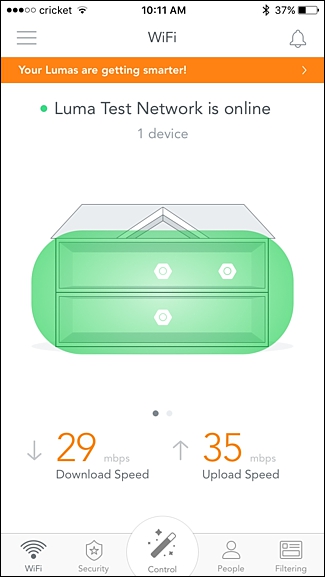 cricket 10:11 AM 37%
WiFi
Your Lumas are getting smarter!
Luma Test Network is online
1 device
29 mbps 35 mbps
Download Speed Upload Speed
WiFi Security Control People Filtering